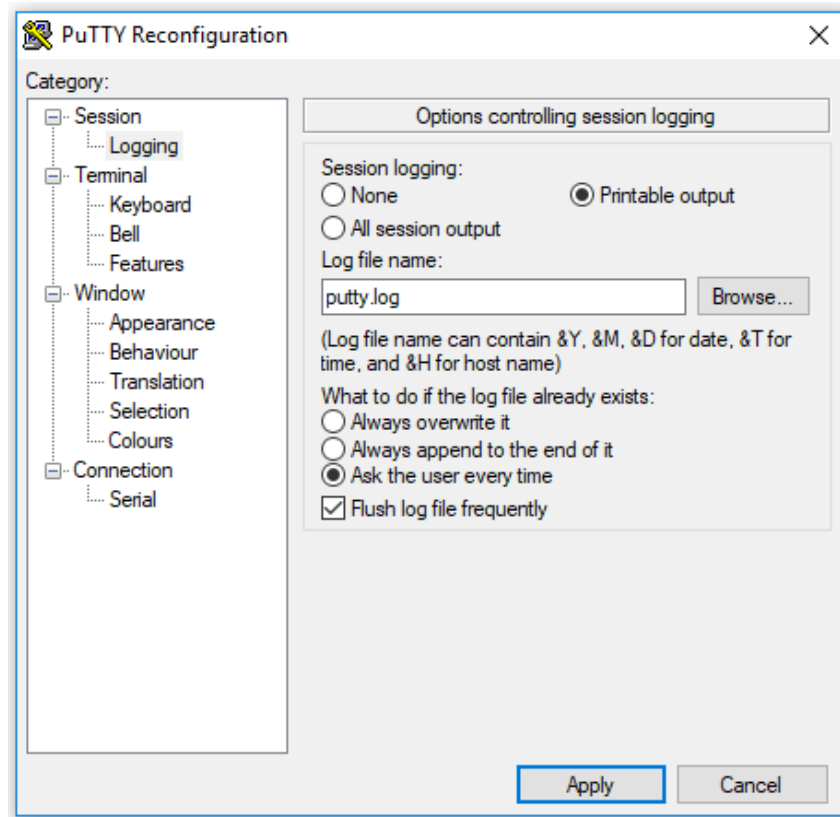 PuTTY Reconfiguration
Category:
Session
Logging
Terminal
Keyboard
Bell
Features
Window
Appearance
Behaviour
Translation
Selection
Colours
Connection
Serial
Options controlling session logging
Session logging:
None
Printable output
All session output
Log file name:
putty.log
Browse...
(Log file name can contain &Y, &M, &D for date, &T for
time, and &H for host name)
What to do if the log file already exists:
Always overwrite it
Always append to the end of it
Ask the user every time
Flush log file frequently
Apply
Cancel